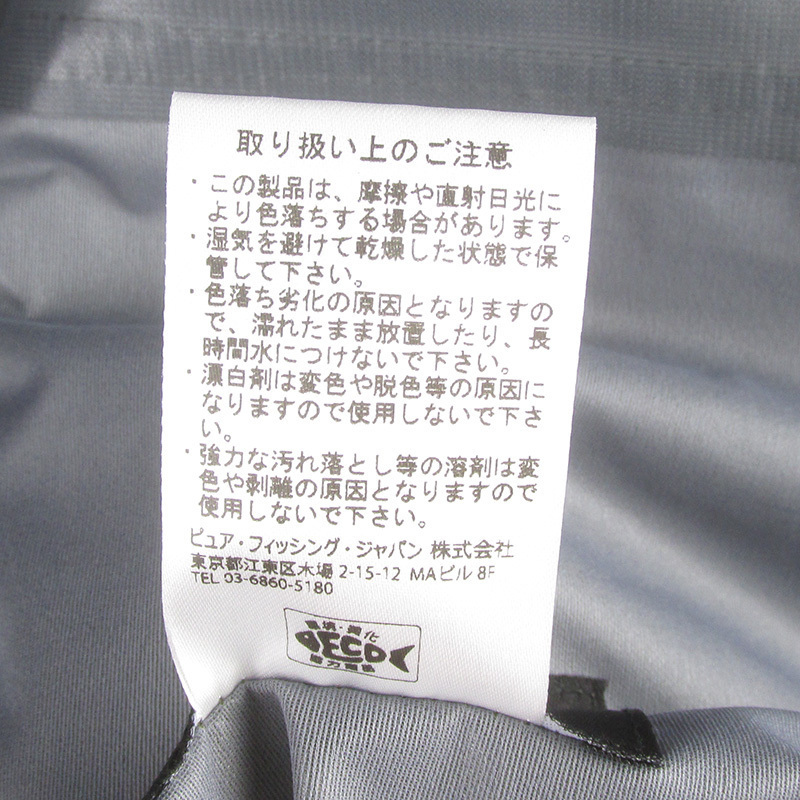 取り扱い上のご注意
・この製品は、摩擦や直射日光に
より色落ちする場合があります。
・湿気を避けて乾燥した状態で保
管して下さい。
・色落ち劣化の原因となりますの
で、濡れたまま放置したり、長
時間水につけないで下さい。
・漂白剤は変色や脱色等の原因に
なりますので使用しないで下さ
い。
・強力な汚れ落とし等の溶剤は変
色や剥離の原因となりますので
使用しないで下さい。
ピュア・フィッシング・ジャパン 株式会社
東京都江東区木場 2-15-12 MAビル 8F
TEL 03-6860-5180
ECO